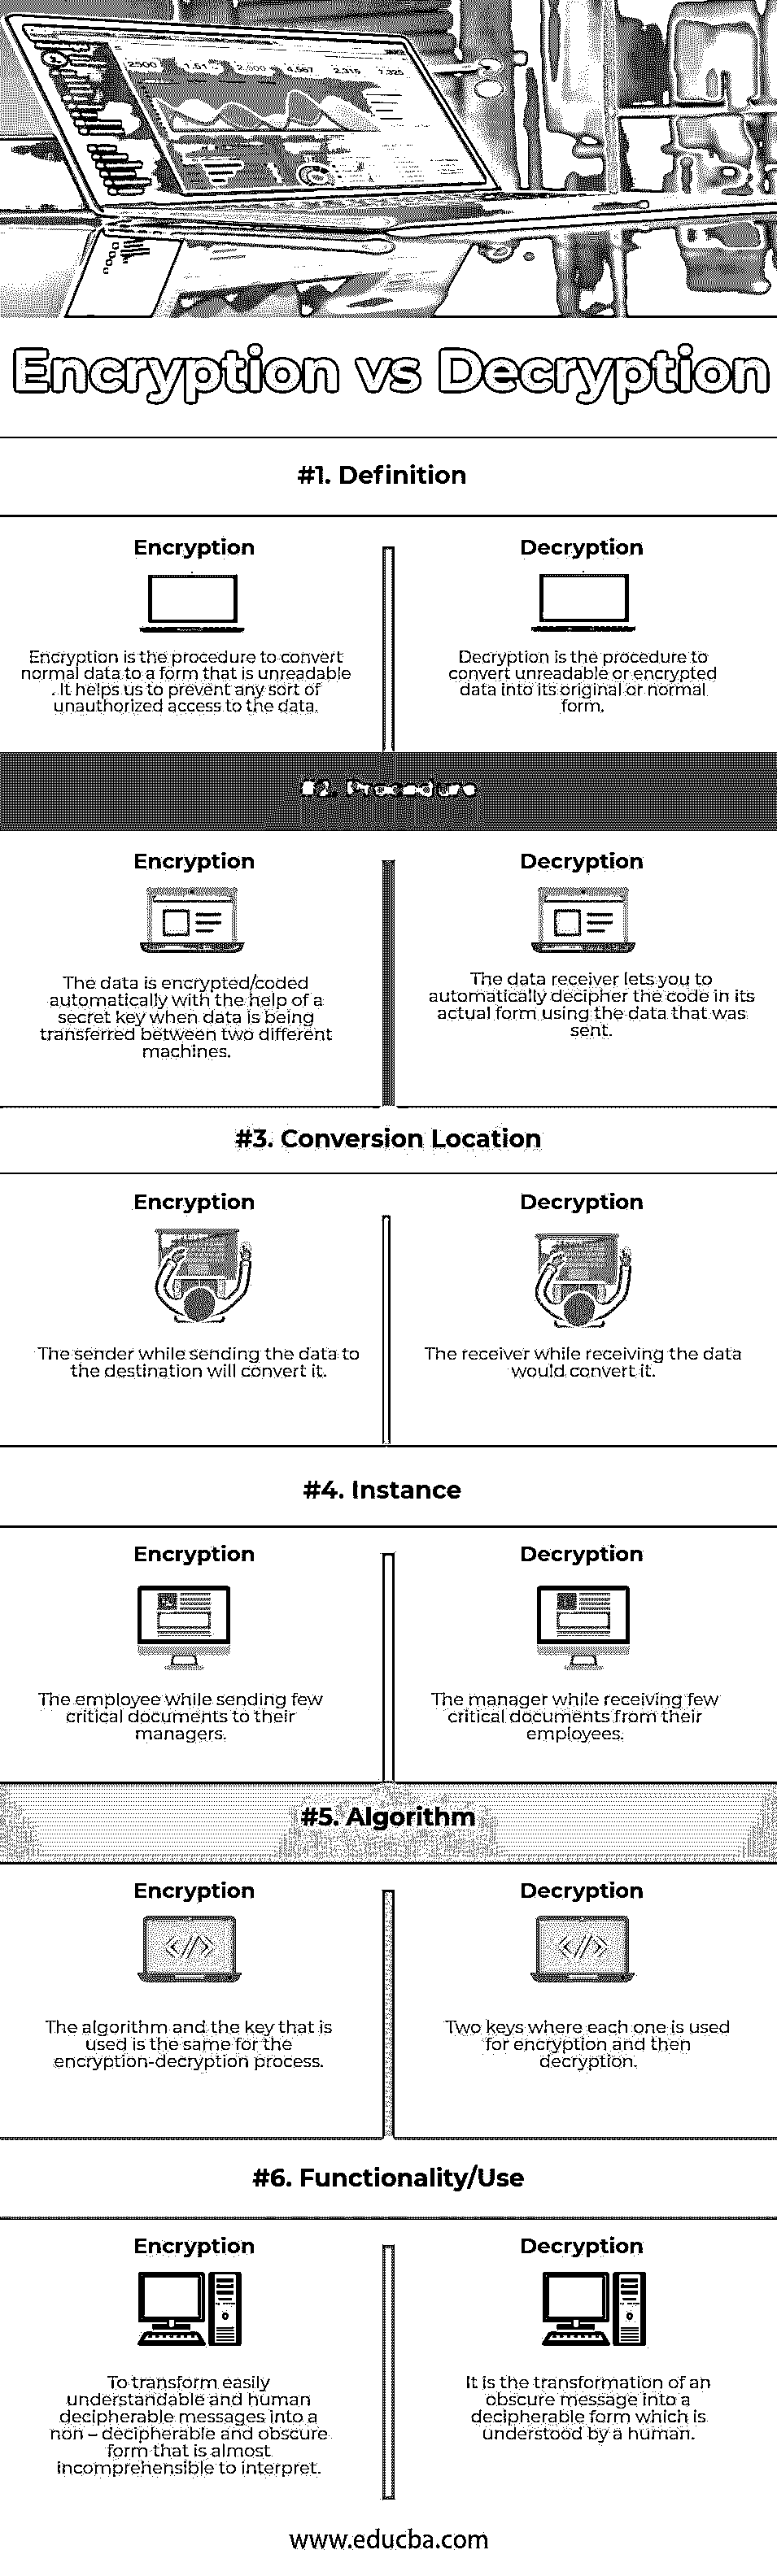 2500 1.51 2,500 4,567 2,315 7,325
Encryption vs Decryption
#1. Definition
Encryption
Decryption
Encryption is the procedure to convert
normal data to a form that is unreadable
. It helps us to prevent any sort of
unauthorized access to the data.
Decryption is the procedure to
convert unreadable or encrypted
data into its original or normal
form.
#2. Procedure
Encryption
Decryption
The data is encrypted/coded
automatically with the help of a
secret key when data is being
transferred between two different
machines.
The data receiver lets you to
automatically decipher the code in its
actual form using the data that was
sent.
#3. Conversion Location
Encryption
Decryption
The sender while sending the data to
the destination will convert it.
The receiver while receiving the data
would convert it.
#4. Instance
Encryption
Decryption
The employee while sending few
critical documents to their
managers.
The manager while receiving few
critical documents from their
employees.
#5. Algorithm
Encryption
Decryption
The algorithm and the key that is
used is the same for the
encryption-decryption process.
Two keys where each one is used
for encryption and then
decryption.
#6. Functionality/Use
Encryption
Decryption
To transform easily
understandable and human
decipherable messages into a
non – decipherable and obscure
form that is almost
incomprehensible to interpret.
It is the transformation of an
obscure message into a
decipherable form which is
understood by a human.
www.educba.com